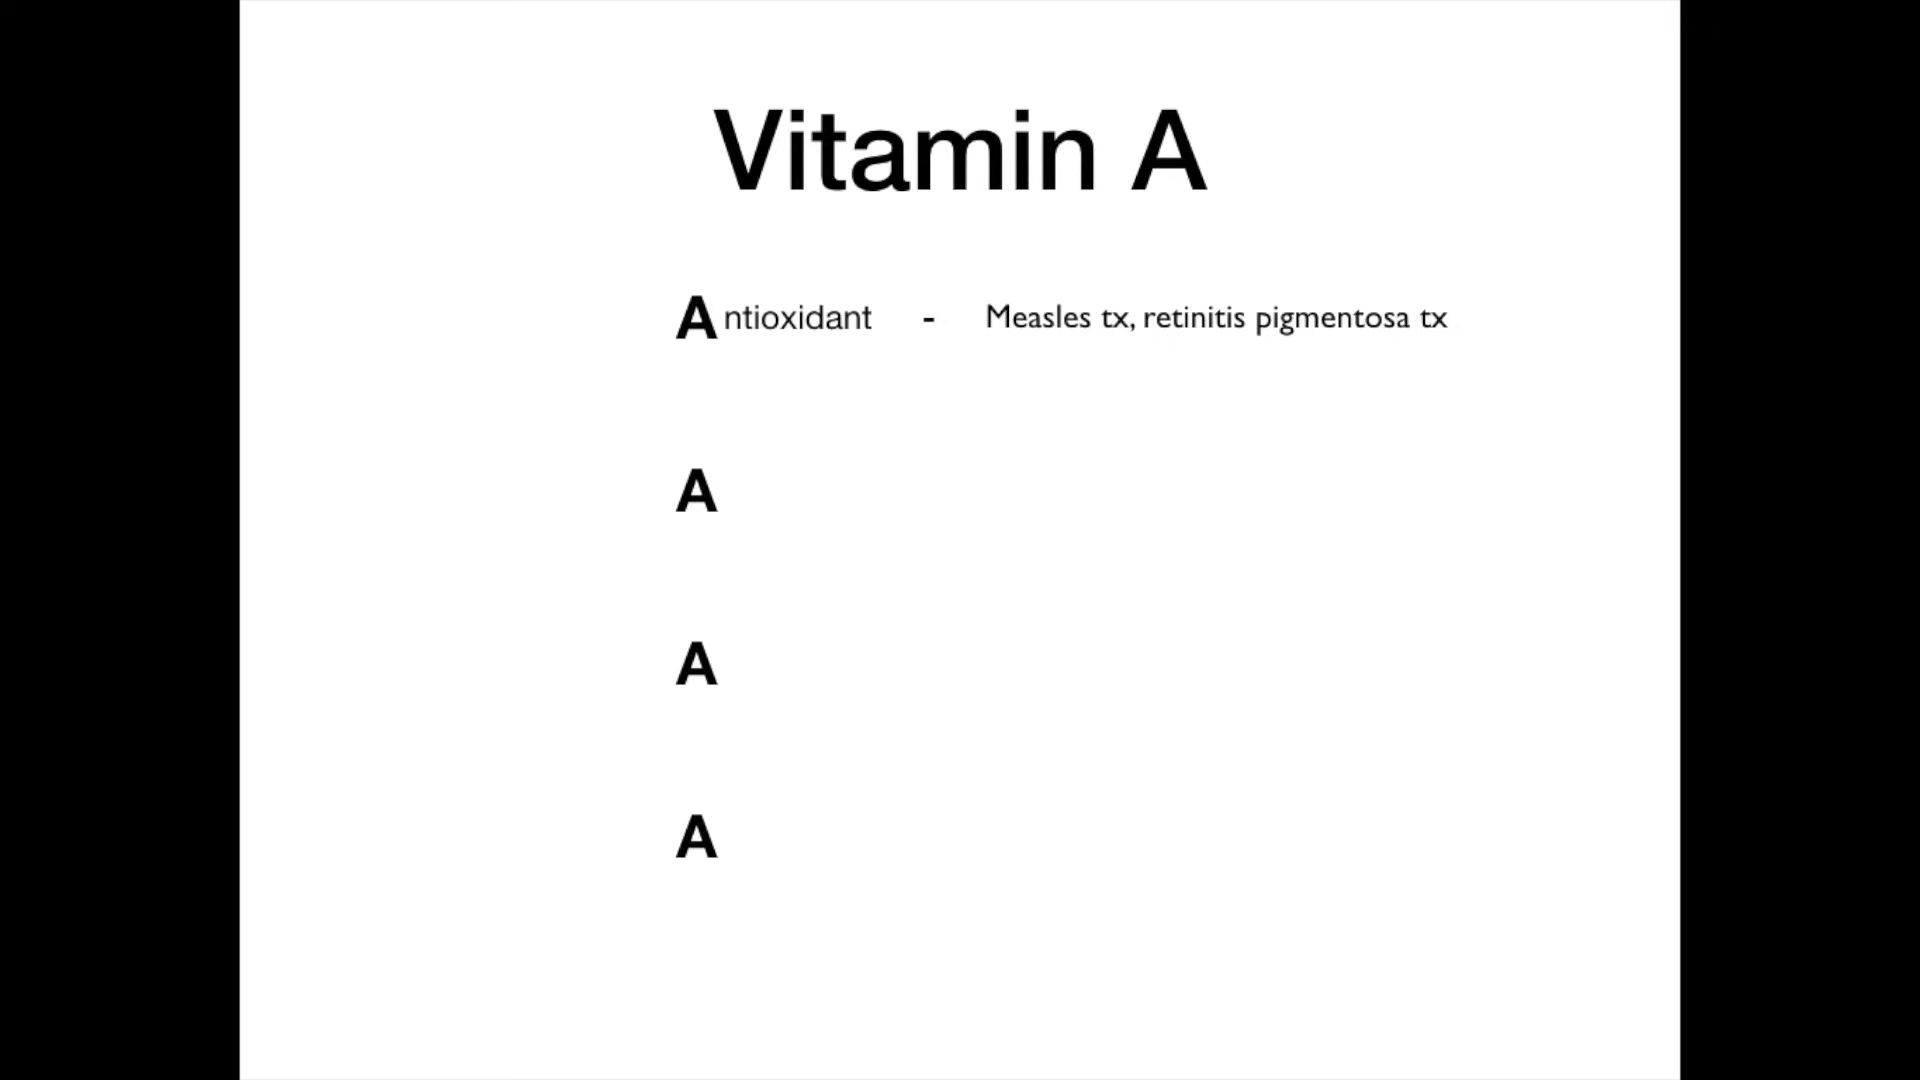 Vitamin A
Antioxidant - Measles tx, retinitis pigmentosa tx
A
A
A